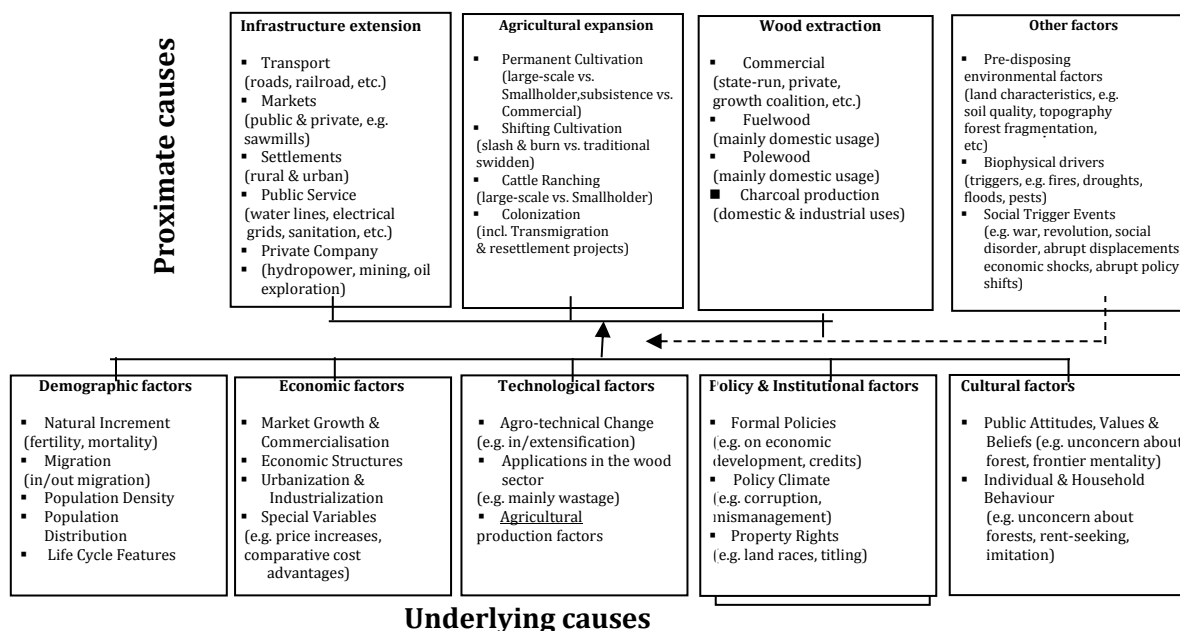 Proximate causes
Infrastructure extension
▪ Transport
(roads, railroad, etc.)
▪ Markets
(public & private, e.g.
sawmills)
▪ Settlements
(rural & urban)
▪ Public Service
(water lines, electrical
grids, sanitation, etc.)
▪ Private Company
▪ (hydropower, mining, oil
exploration)
Agricultural expansion
▪ Permanent Cultivation
(large-scale vs.
Smallholder,subsistence vs.
Commercial)
▪ Shifting Cultivation
(slash & burn vs. traditional
swidden)
▪ Cattle Ranching
(large-scale vs. Smallholder)
▪ Colonization
(incl. Transmigration
& resettlement projects)
Wood extraction
▪ Commercial
(state-run, private,
growth coalition, etc.)
▪ Fuelwood
(mainly domestic usage)
▪ Polewood
(mainly domestic usage)
■ Charcoal production
(domestic & industrial uses)
Other factors
▪ Pre-disposing
environmental factors
(land characteristics, e.g.
soil quality, topography
forest fragmentation,
etc)
▪ Biophysical drivers
(triggers, e.g. fires, droughts,
floods, pests)
▪ Social Trigger Events
(e.g. war, revolution, social
disorder, abrupt displacements
economic shocks, abrupt policy
shifts)
Demographic factors
▪ Natural Increment
(fertility, mortality)
▪ Migration
(in/out migration)
▪ Population Density
▪ Population
Distribution
▪ Life Cycle Features
Economic factors
▪ Market Growth &
Commercialisation
▪ Economic Structures
▪ Urbanization &
Industrialization
▪ Special Variables
(e.g. price increases,
comparative cost
advantages)
Technological factors
▪ Agro-technical Change
(e.g. in/extensification)
▪ Applications in the wood
sector
(e.g. mainly wastage)
▪ Agricultural
production factors
Policy & Institutional factors
▪ Formal Policies
(e.g. on economic
development, credits)
▪ Policy Climate
(e.g. corruption,
mismanagement)
▪ Property Rights
(e.g. land races, titling)
Cultural factors
▪ Public Attitudes, Values &
Beliefs (e.g. unconcern about
forest, frontier mentality)
▪ Individual & Household
Behaviour
(e.g. unconcern about
forests, rent-seeking,
imitation)
Underlying causes